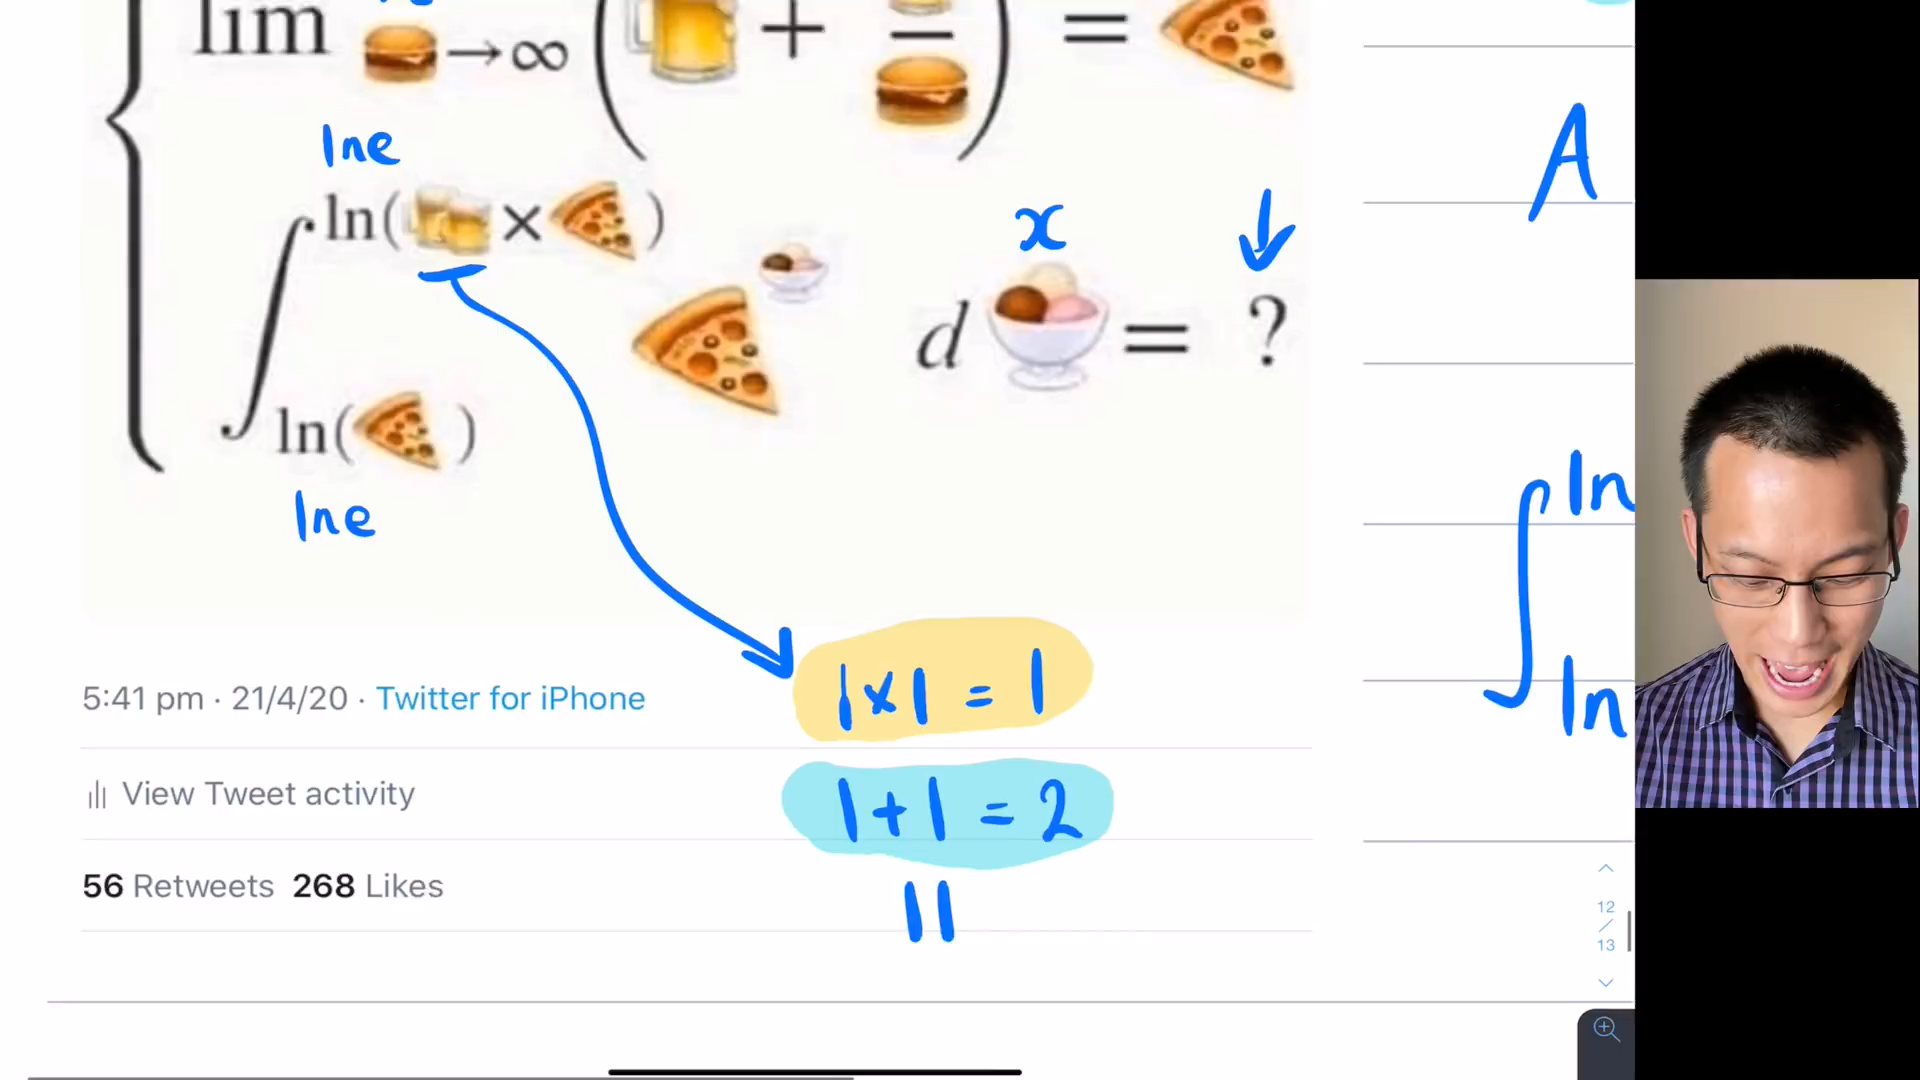 lim → ∞ ( + — ) =
lne
ln( × )
x
A
d = ?
ln( )
lne
ln
ln
1×1 = 1
5:41 pm · 21/4/20 · Twitter for iPhone
1+1 = 2
View Tweet activity
56 Retweets 268 Likes
11
12
/
13